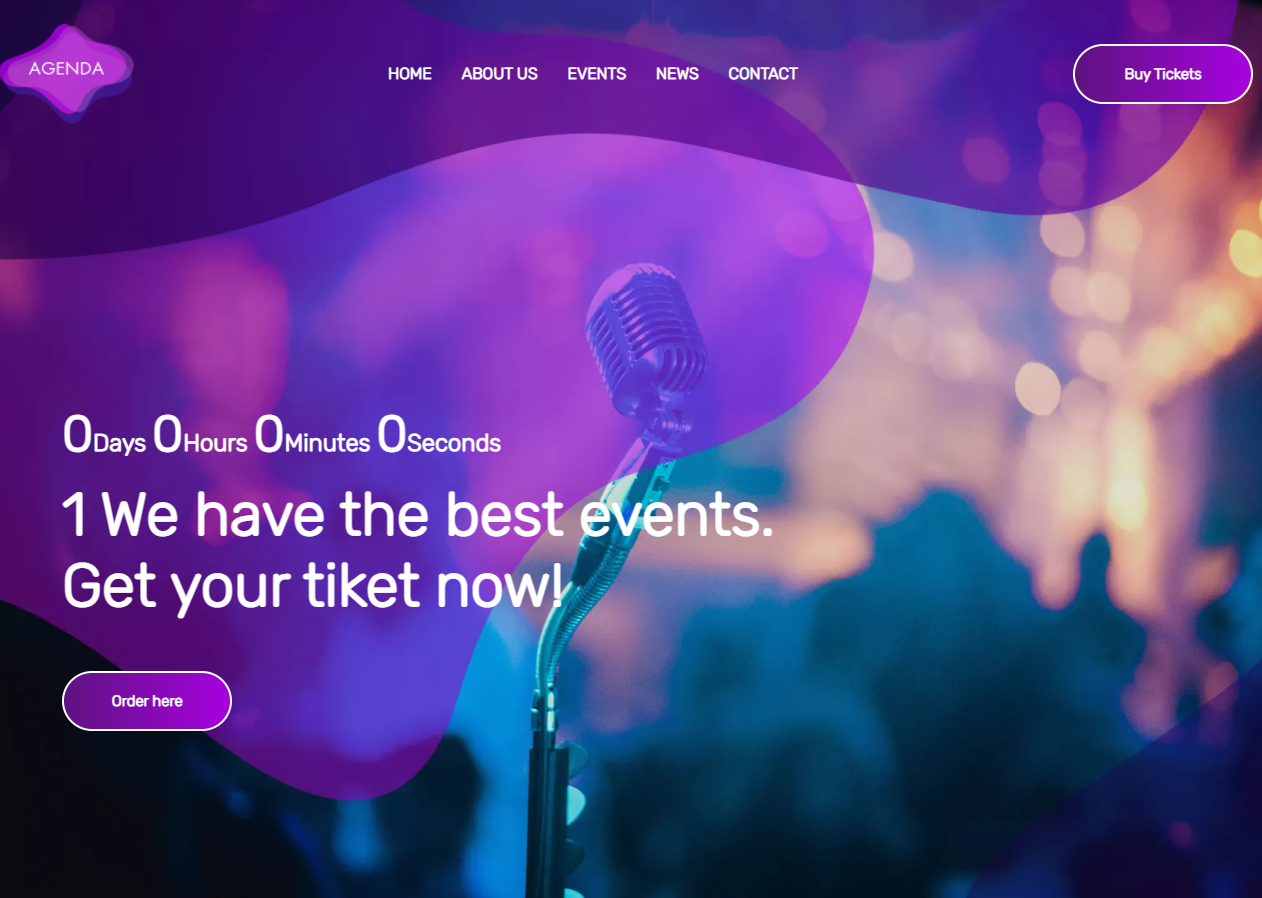 AGENDA
HOME ABOUT US EVENTS NEWS CONTACT
Buy Tickets
0Days 0Hours 0Minutes 0Seconds
1 We have the best events.
Get your tiket now!
Order here